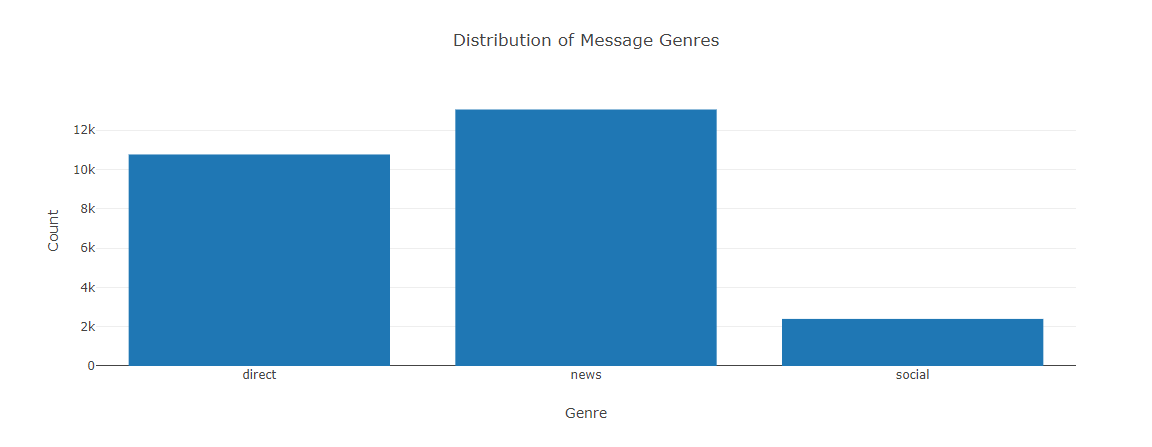 Distribution of Message Genres
12k
10k
8k
6k
4k
2k
0
Count
direct news social
Genre